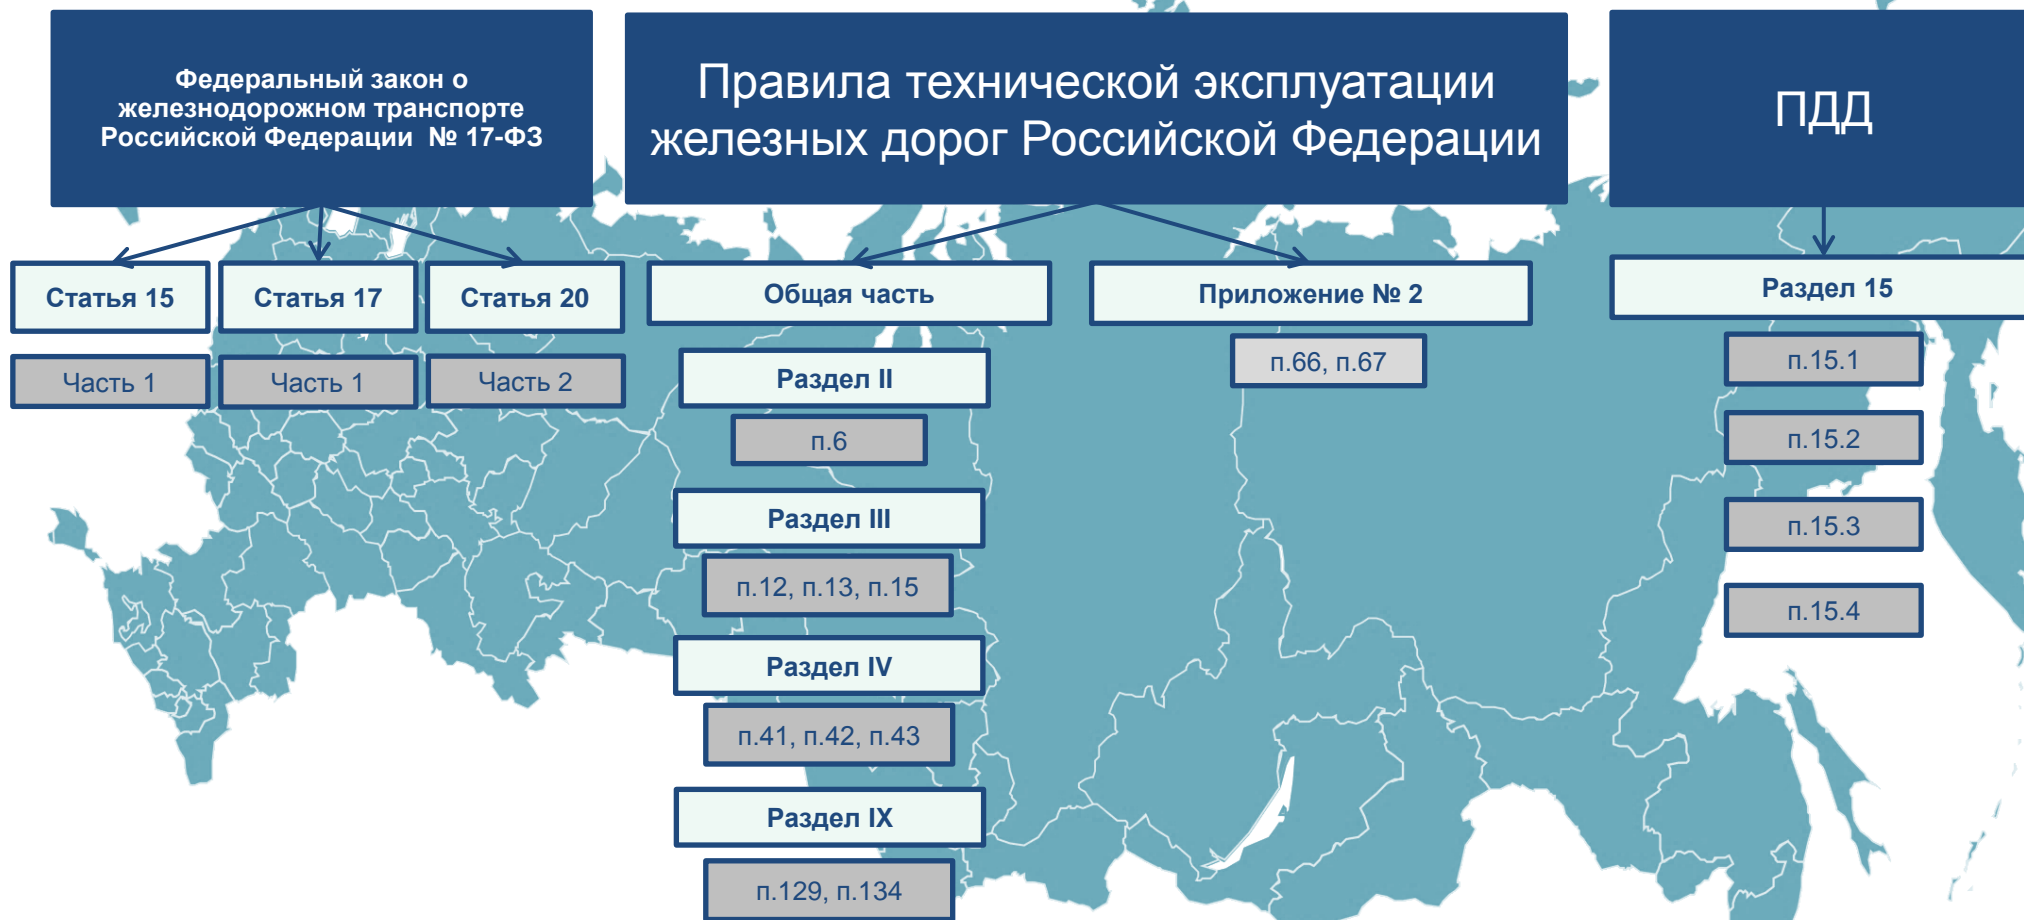 Федеральный закон о
железнодорожном транспорте
Российской Федерации № 17-ФЗ
Правила технической эксплуатации
железных дорог Российской Федерации
ПДД
Статья 15
Статья 17
Статья 20
Общая часть
Приложение № 2
Раздел 15
Часть 1
Часть 1
Часть 2
Раздел II
п.6
Раздел III
п.12, п.13, п.15
Раздел IV
п.41, п.42, п.43
Раздел IX
п.129, п.134
п.66, п.67
п.15.1
п.15.2
п.15.3
п.15.4